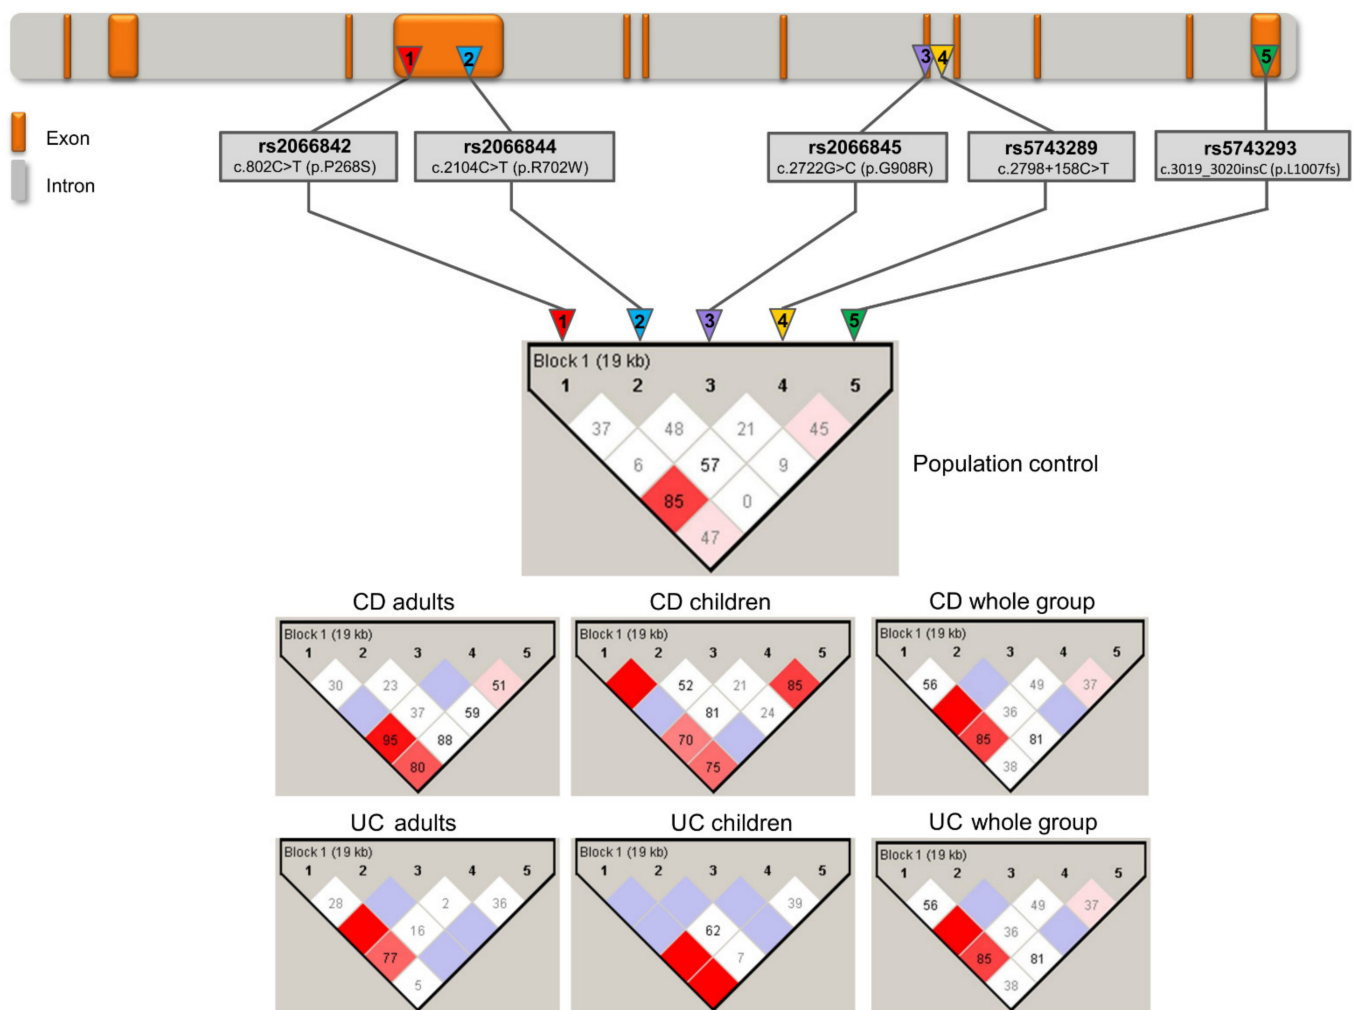 1 2 3 4 5
Exon
Intron
rs2066842
c.802C>T (p.P268S)
rs2066844
c.2104C>T (p.R702W)
rs2066845
c.2722G>C (p.G908R)
rs5743289
c.2798+158C>T
rs5743293
c.3019_3020insC (p.L1007fs)
1 2 3 4 5
Block 1 (19 kb)
1 2 3 4 5
37 48 21 45
6 57 9
85 0
47
Population control
CD adults
Block 1 (19 kb)
1 2 3 4 5
30 23 51
37 59
95 88
80
CD children
Block 1 (19 kb)
1 2 3 4 5
52 21 85
81 24
70
75
CD whole group
Block 1 (19 kb)
1 2 3 4 5
56 49 37
36
85 81
38
UC adults
Block 1 (19 kb)
1 2 3 4 5
28 2 36
16
77
5
UC children
Block 1 (19 kb)
1 2 3 4 5
39
62
7
UC whole group
Block 1 (19 kb)
1 2 3 4 5
56 49 37
36
85 81
38